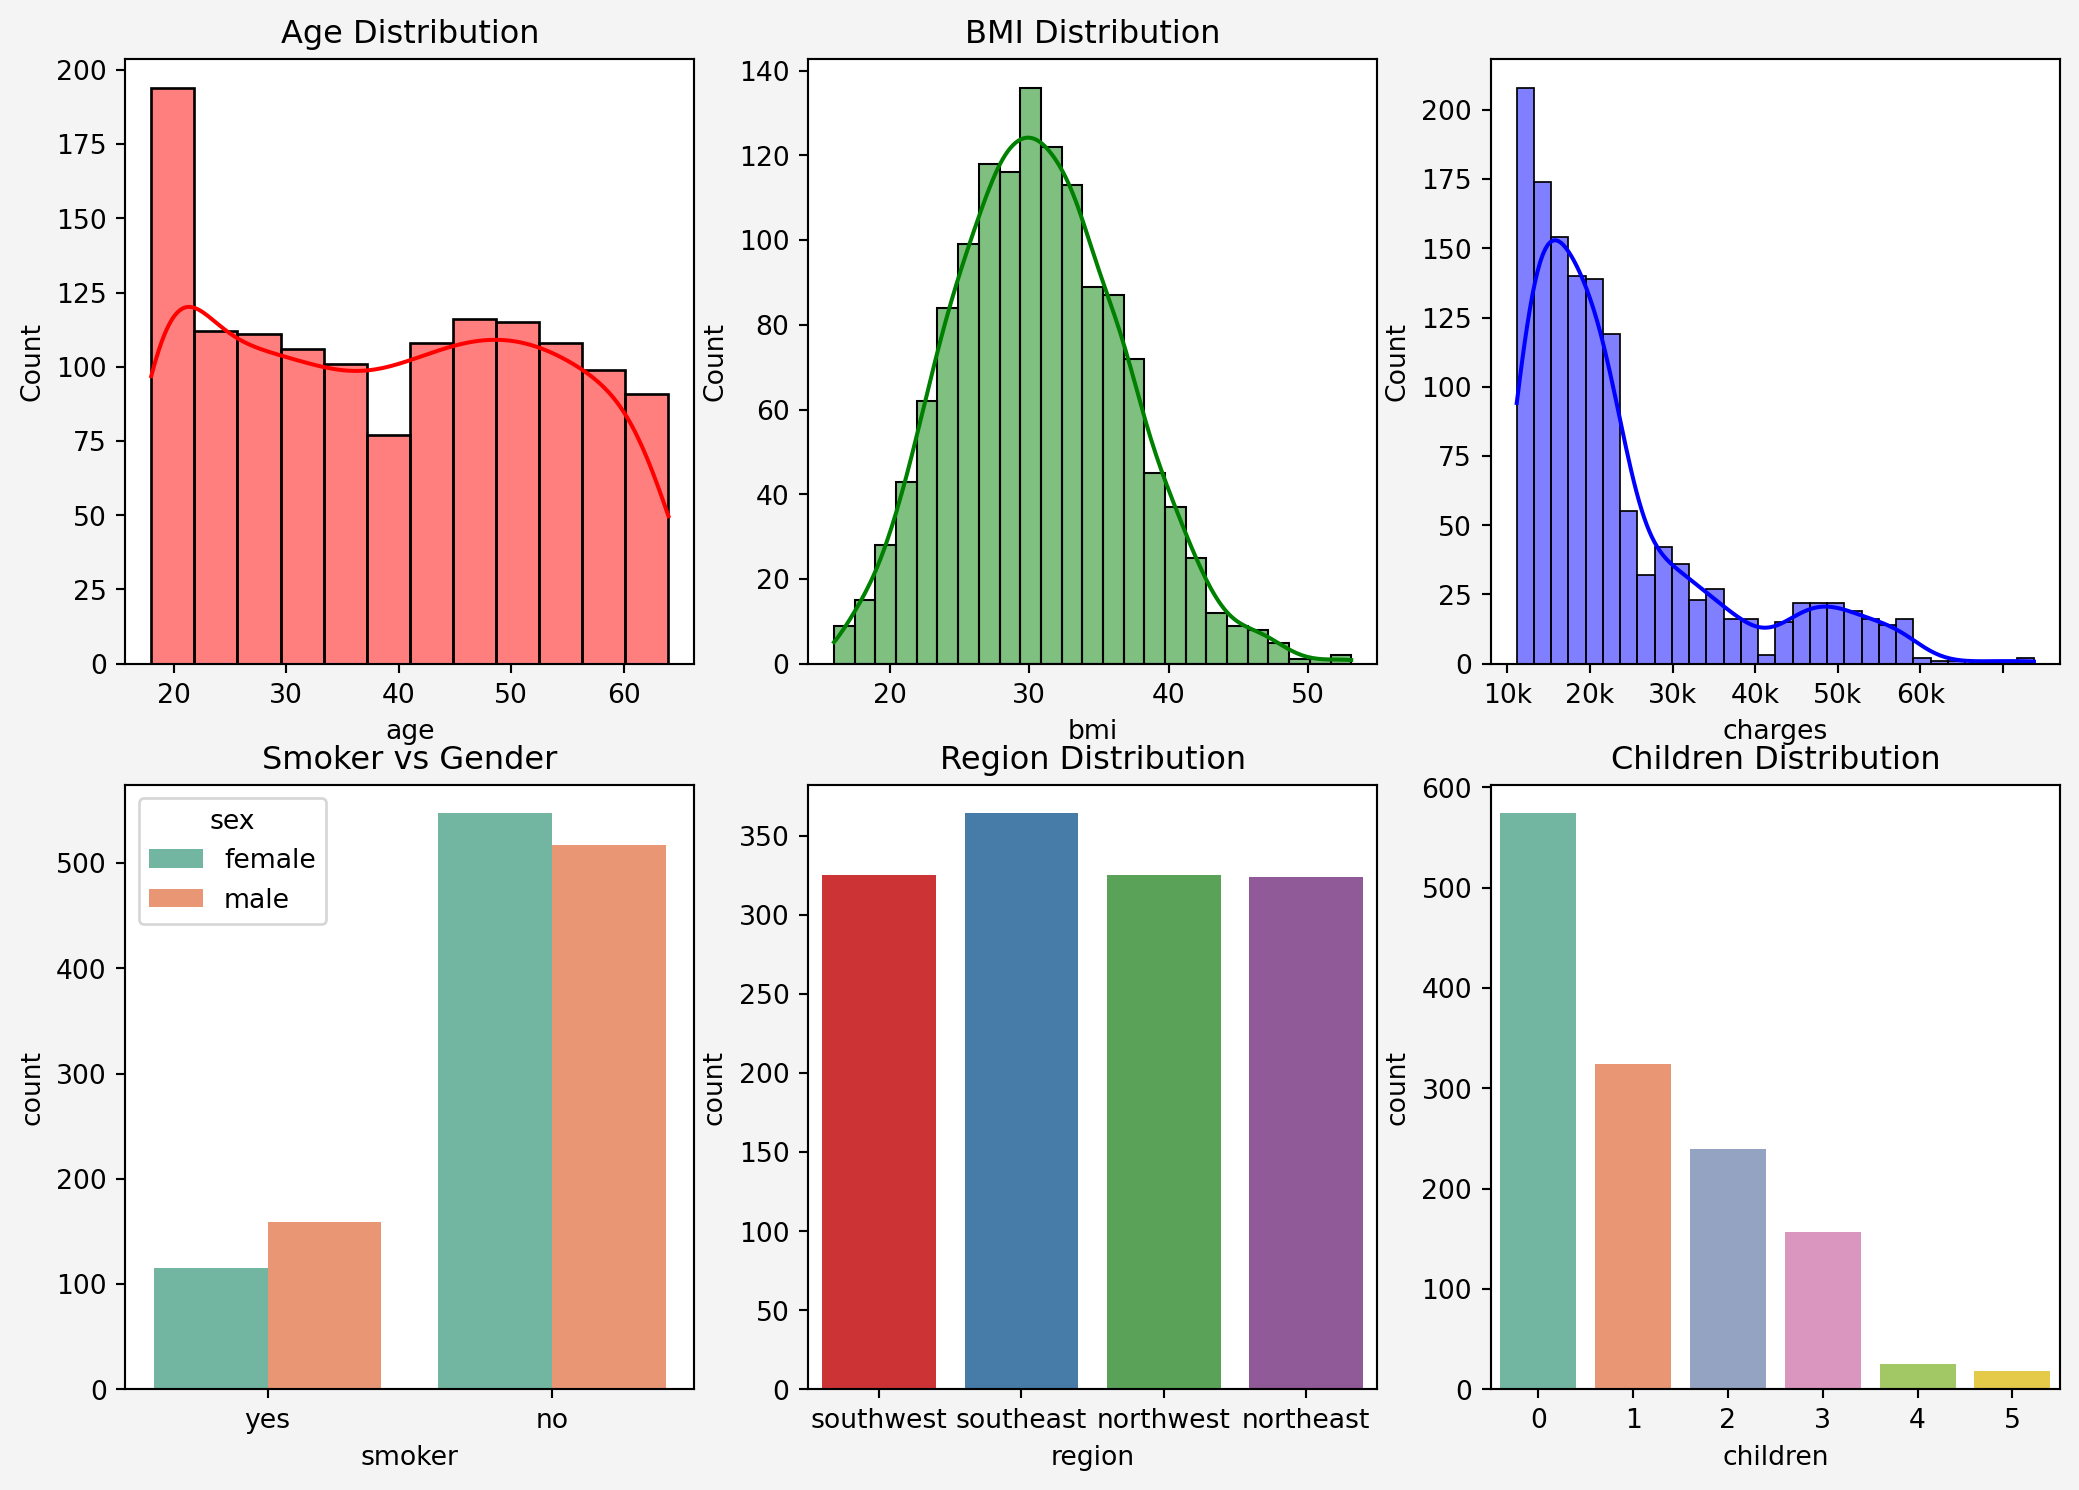 Age Distribution
200
175
150
125
100
75
50
25
0
Count
20 30 40 50 60
age
BMI Distribution
140
120
100
80
60
40
20
0
Count
20 30 40 50
bmi
200
175
150
125
100
75
50
25
0
Count
10k 20k 30k 40k 50k 60k
charges
Smoker vs Gender
sex
female
male
500
400
300
200
100
0
count
yes no
smoker
Region Distribution
350
300
250
200
150
100
50
0
count
southwest southeast northwest northeast
region
Children Distribution
600
500
400
300
200
100
0
count
0 1 2 3 4 5
children